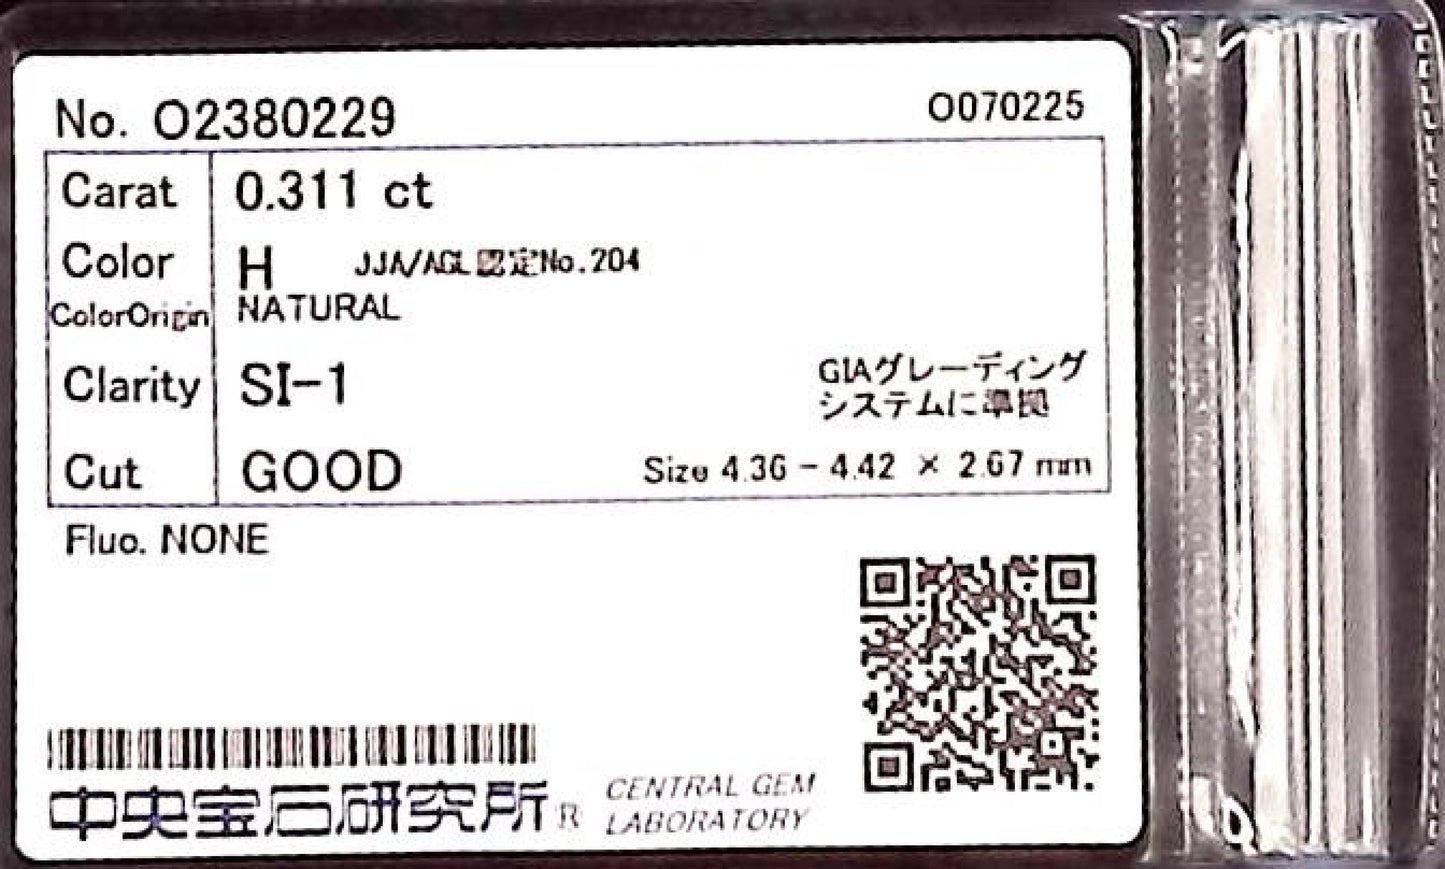 No. O2380229
O070225
Carat 0.311 ct
Color H JJA/AGL認定No.204
ColorOrigin NATURAL
Clarity SI-1
GIAグレーディング
システムに準拠
Cut GOOD Size 4.36 - 4.42 × 2.67 mm
Fluo. NONE
中央宝石研究所® CENTRAL GEM
LABORATORY